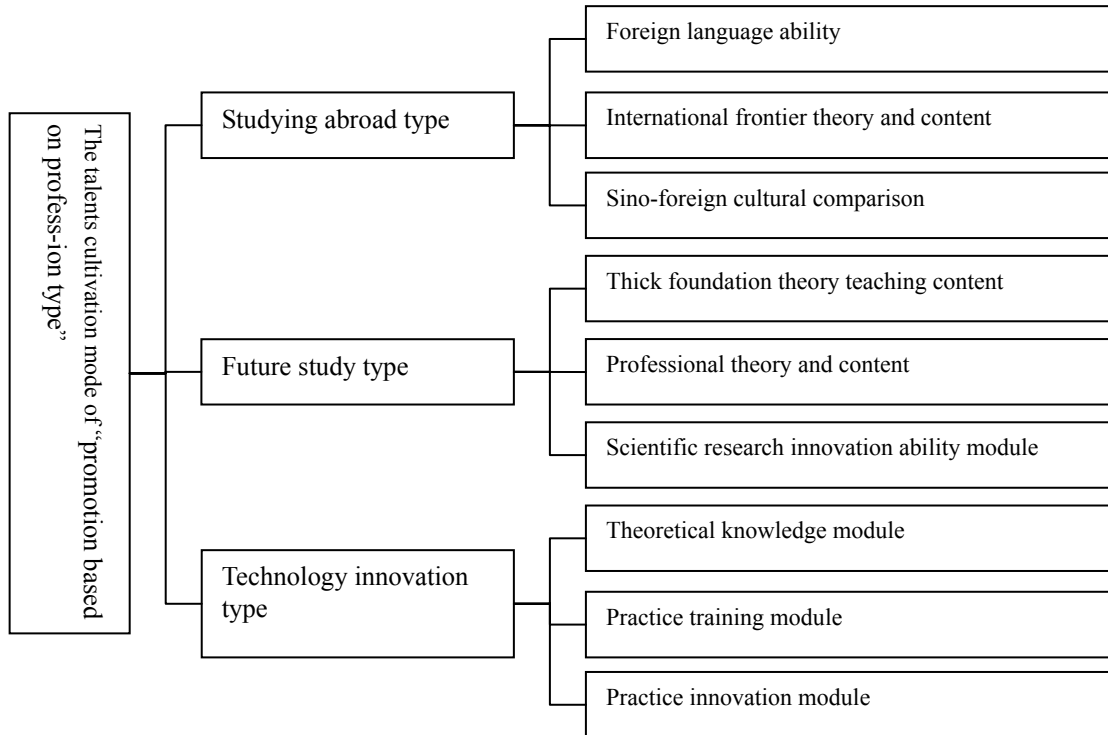 The talents cultivation mode of “promotion based
on profess-ion type”
Studying abroad type
Foreign language ability
International frontier theory and content
Sino-foreign cultural comparison
Future study type
Thick foundation theory teaching content
Professional theory and content
Scientific research innovation ability module
Technology innovation
type
Theoretical knowledge module
Practice training module
Practice innovation module